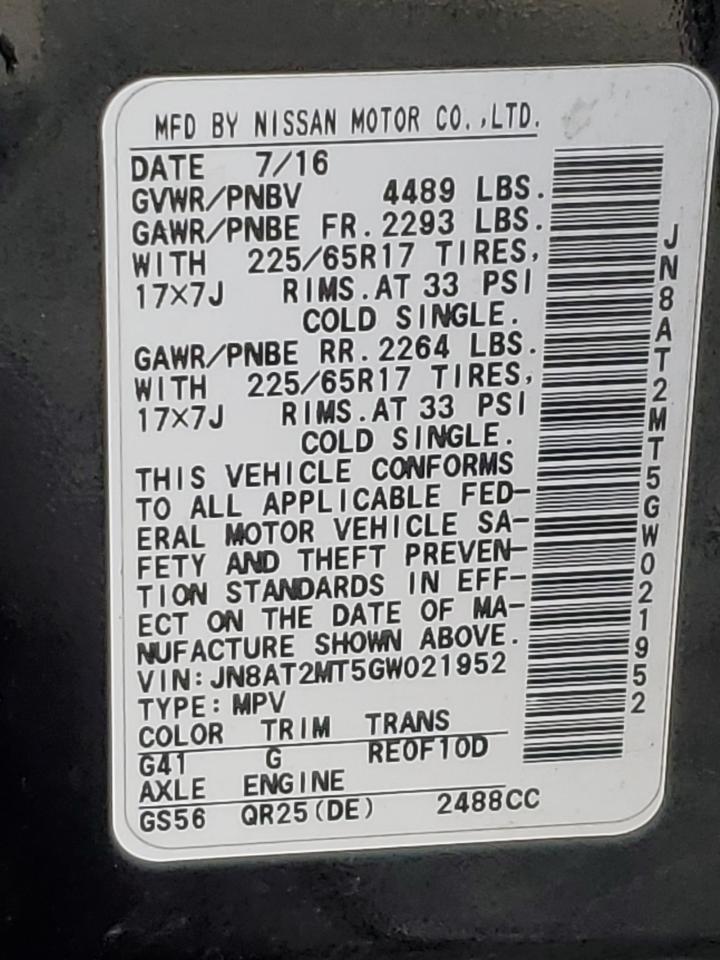 MFD BY NISSAN MOTOR CO.,LTD.
DATE 7/16
GVWR/PNBV 4489 LBS.
GAWR/PNBE FR.2293 LBS.
WITH 225/65R17 TIRES,
17×7J RIMS.AT 33 PSI
COLD SINGLE.
GAWR/PNBE RR.2264 LBS.
WITH 225/65R17 TIRES,
17×7J RIMS.AT 33 PSI
COLD SINGLE.
THIS VEHICLE CONFORMS
TO ALL APPLICABLE FED-
ERAL MOTOR VEHICLE SA-
FETY AND THEFT PREVEN-
TION STANDARDS IN EFF-
ECT ON THE DATE OF MA-
NUFACTURE SHOWN ABOVE.
VIN:JN8AT2MT5GW021952
TYPE:MPV
COLOR TRIM TRANS
G41 G RE0F10D
AXLE ENGINE
GS56 QR25(DE) 2488CC
JN8AT2MT5GW021952